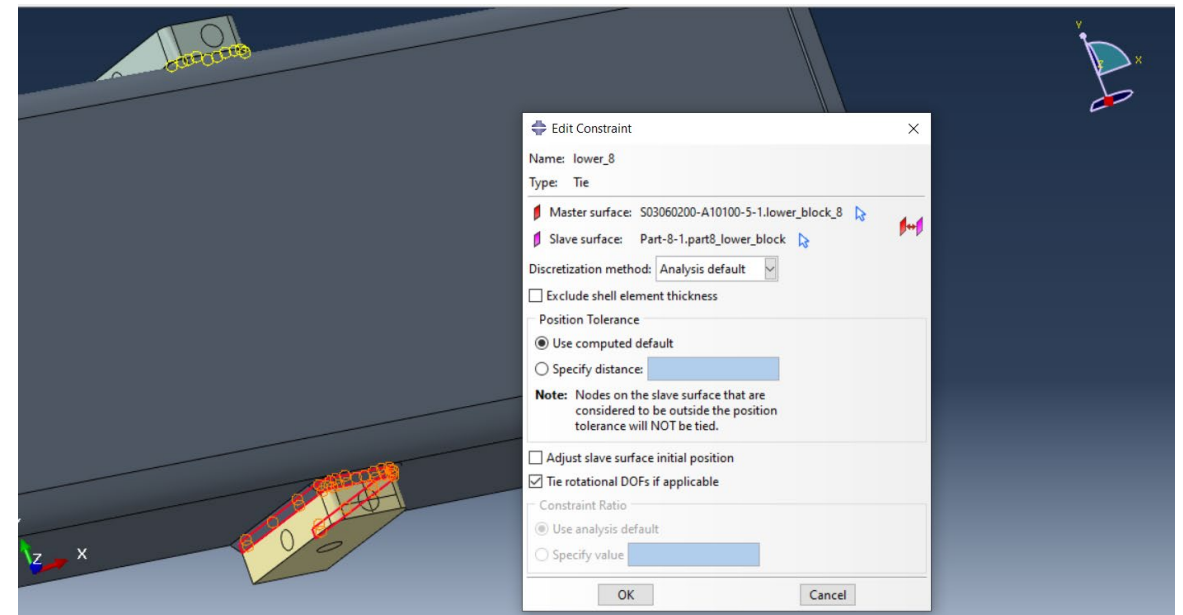 Y
X
Z
Edit Constraint
Name: lower_8
Type: Tie
Master surface: S03060200-A10100-5-1.lower_block_8
Slave surface: Part-8-1.part8_lower_block
Discretization method: Analysis default
Exclude shell element thickness
Position Tolerance
Use computed default
Specify distance:
Note: Nodes on the slave surface that are
considered to be outside the position
tolerance will NOT be tied.
Adjust slave surface initial position
Tie rotational DOFs if applicable
Constraint Ratio
Use analysis default
Specify value
OK Cancel
Z X